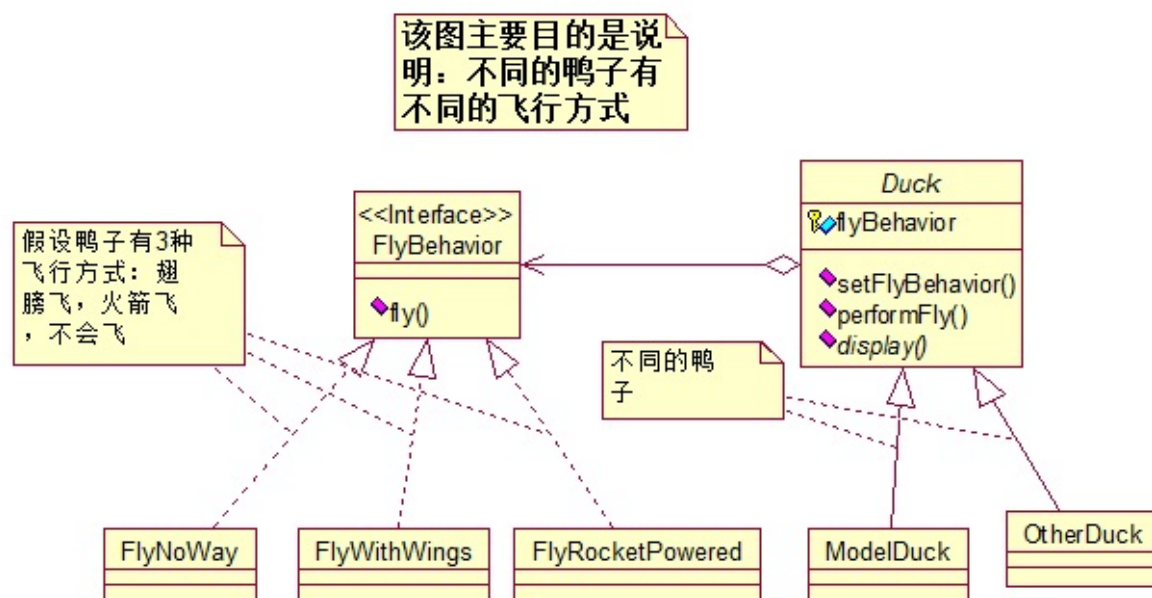 该图主要目的是说
明：不同的鸭子有
不同的飞行方式
Duck
flyBehavior
setFlyBehavior()
performFly()
display()
<<Interface>>
FlyBehavior
fly()
假设鸭子有3种
飞行方式：翅
膀飞，火箭飞
，不会飞
不同的鸭
子
FlyNoWay
FlyWithWings
FlyRocketPowered
ModelDuck
OtherDuck